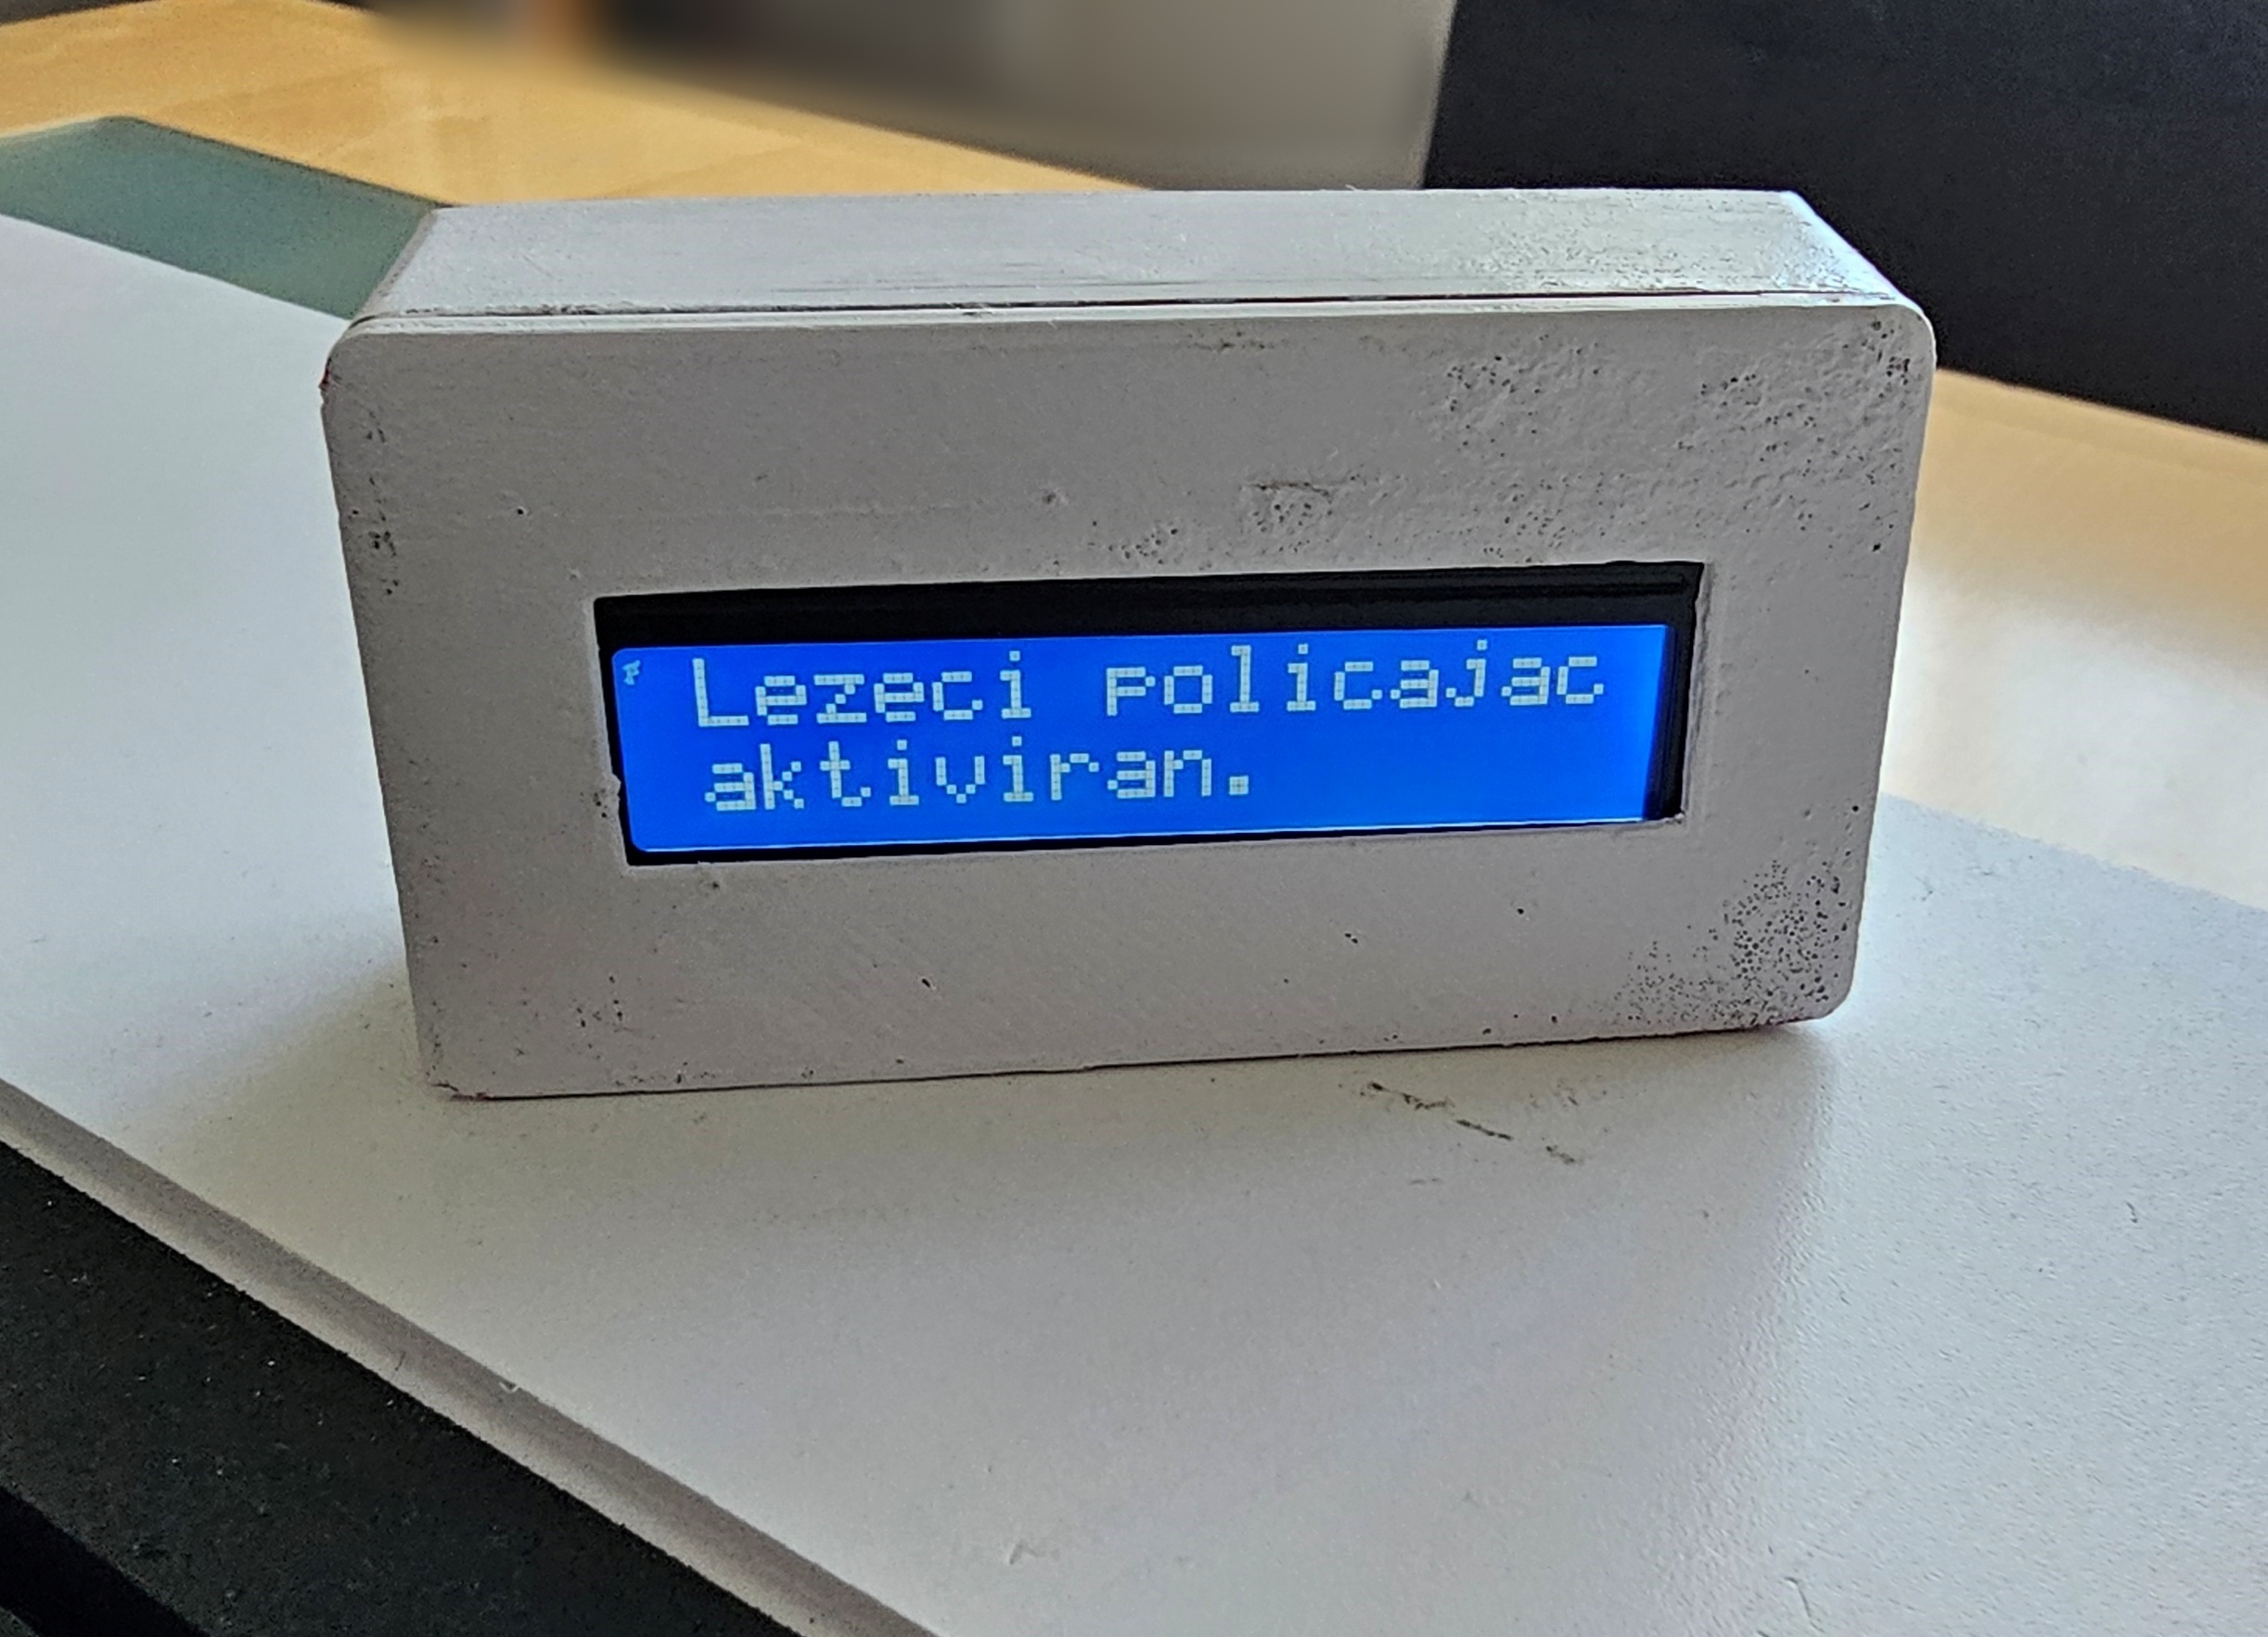 Lezeci policajac
aktiviran.